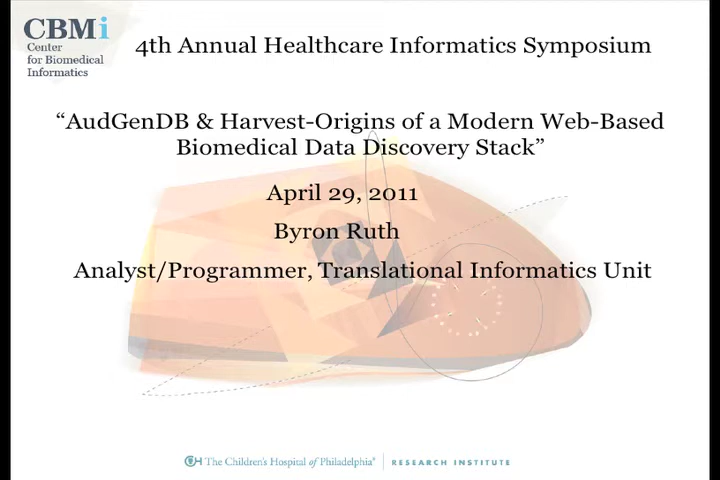 CBMi
Center
for Biomedical
Informatics
4th Annual Healthcare Informatics Symposium
“AudGenDB & Harvest-Origins of a Modern Web-Based
Biomedical Data Discovery Stack”
April 29, 2011
Byron Ruth
Analyst/Programmer, Translational Informatics Unit
CH The Children's Hospital of Philadelphia® RESEARCH INSTITUTE